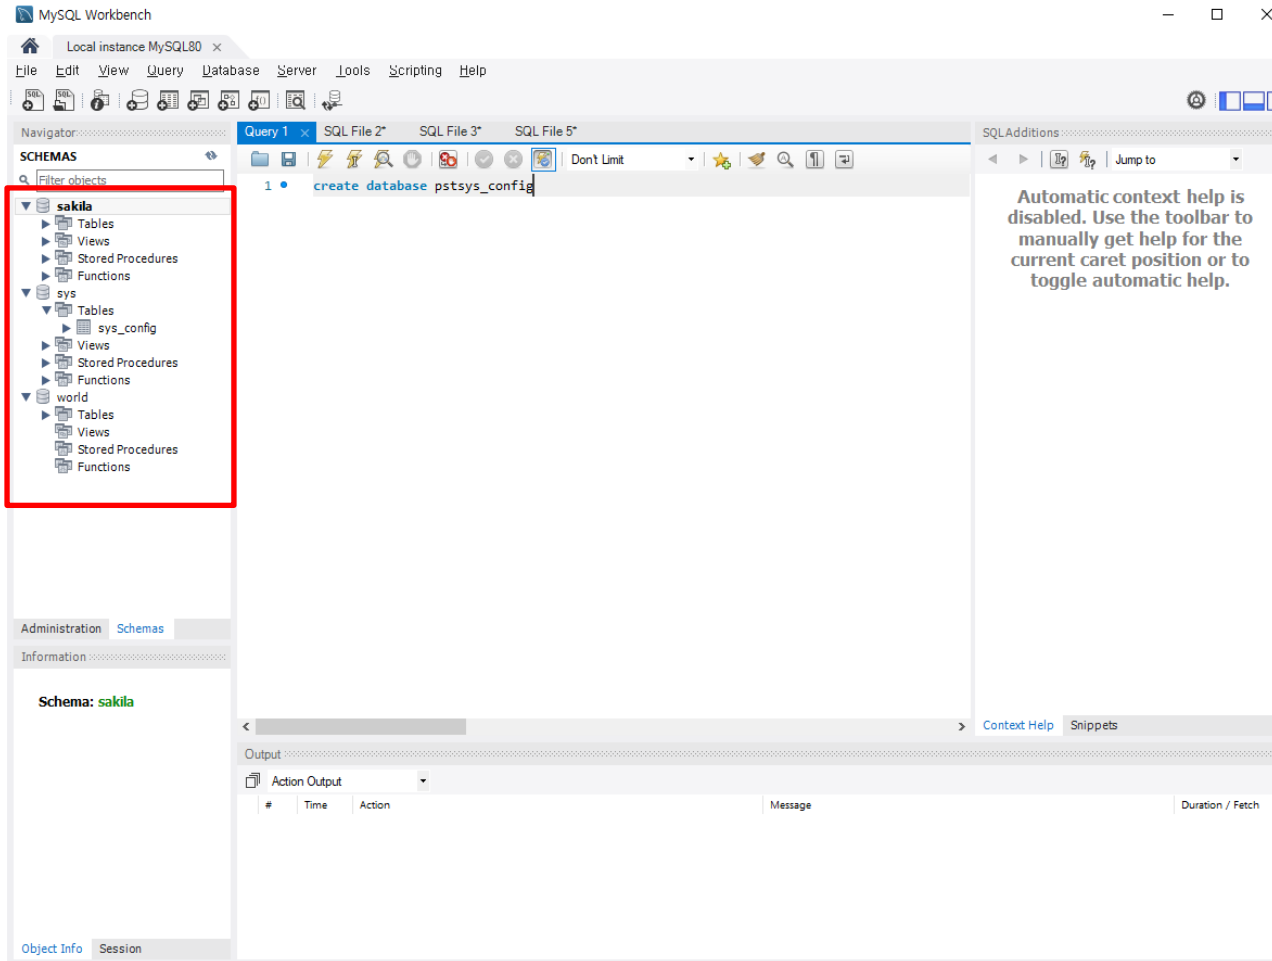 MySQL Workbench
Local instance MySQL80
File Edit View Query Database Server Tools Scripting Help
Navigator
SCHEMAS
Filter objects
sakila
Tables
Views
Stored Procedures
Functions
sys
Tables
sys_config
Views
Stored Procedures
Functions
world
Tables
Views
Stored Procedures
Functions
Administration Schemas
Information
Schema: sakila
Object Info Session
Query 1 SQL File 2* SQL File 3* SQL File 5*
Don't Limit
1 create database pstsys_config
Output
Action Output
# Time Action Message Duration / Fetch
SQLAdditions
Jump to
Automatic context help is
disabled. Use the toolbar to
manually get help for the
current caret position or to
toggle automatic help.
Context Help Snippets